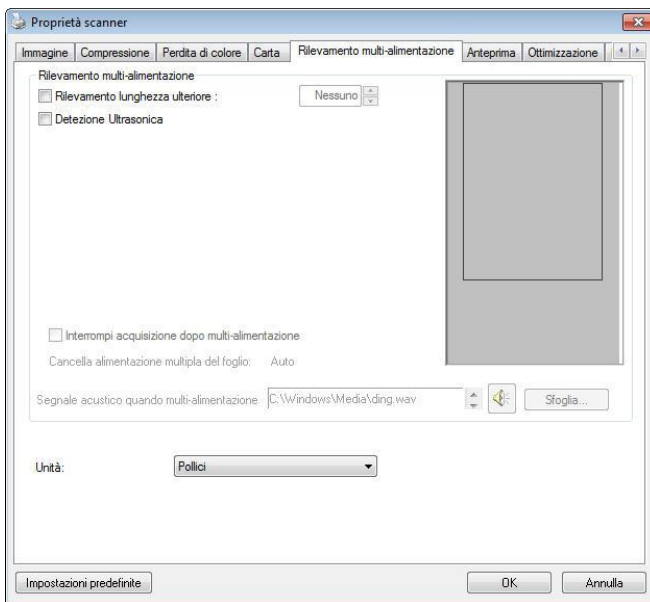 Proprietà scanner
Immagine Compressione Perdita di colore Carta Rilevamento multi-alimentazione Anteprima Ottimizzazione
Rilevamento multi-alimentazione
Rilevamento lunghezza ulteriore : Nessuno
Detezione Ultrasonica
Interrompi acquisizione dopo multi-alimentazione
Cancella alimentazione multipla del foglio: Auto
Segnale acustico quando multi-alimentazione C:\Windows\Media\ding.wav Sfoglia...
Unità: Pollici
Impostazioni predefinite OK Annulla